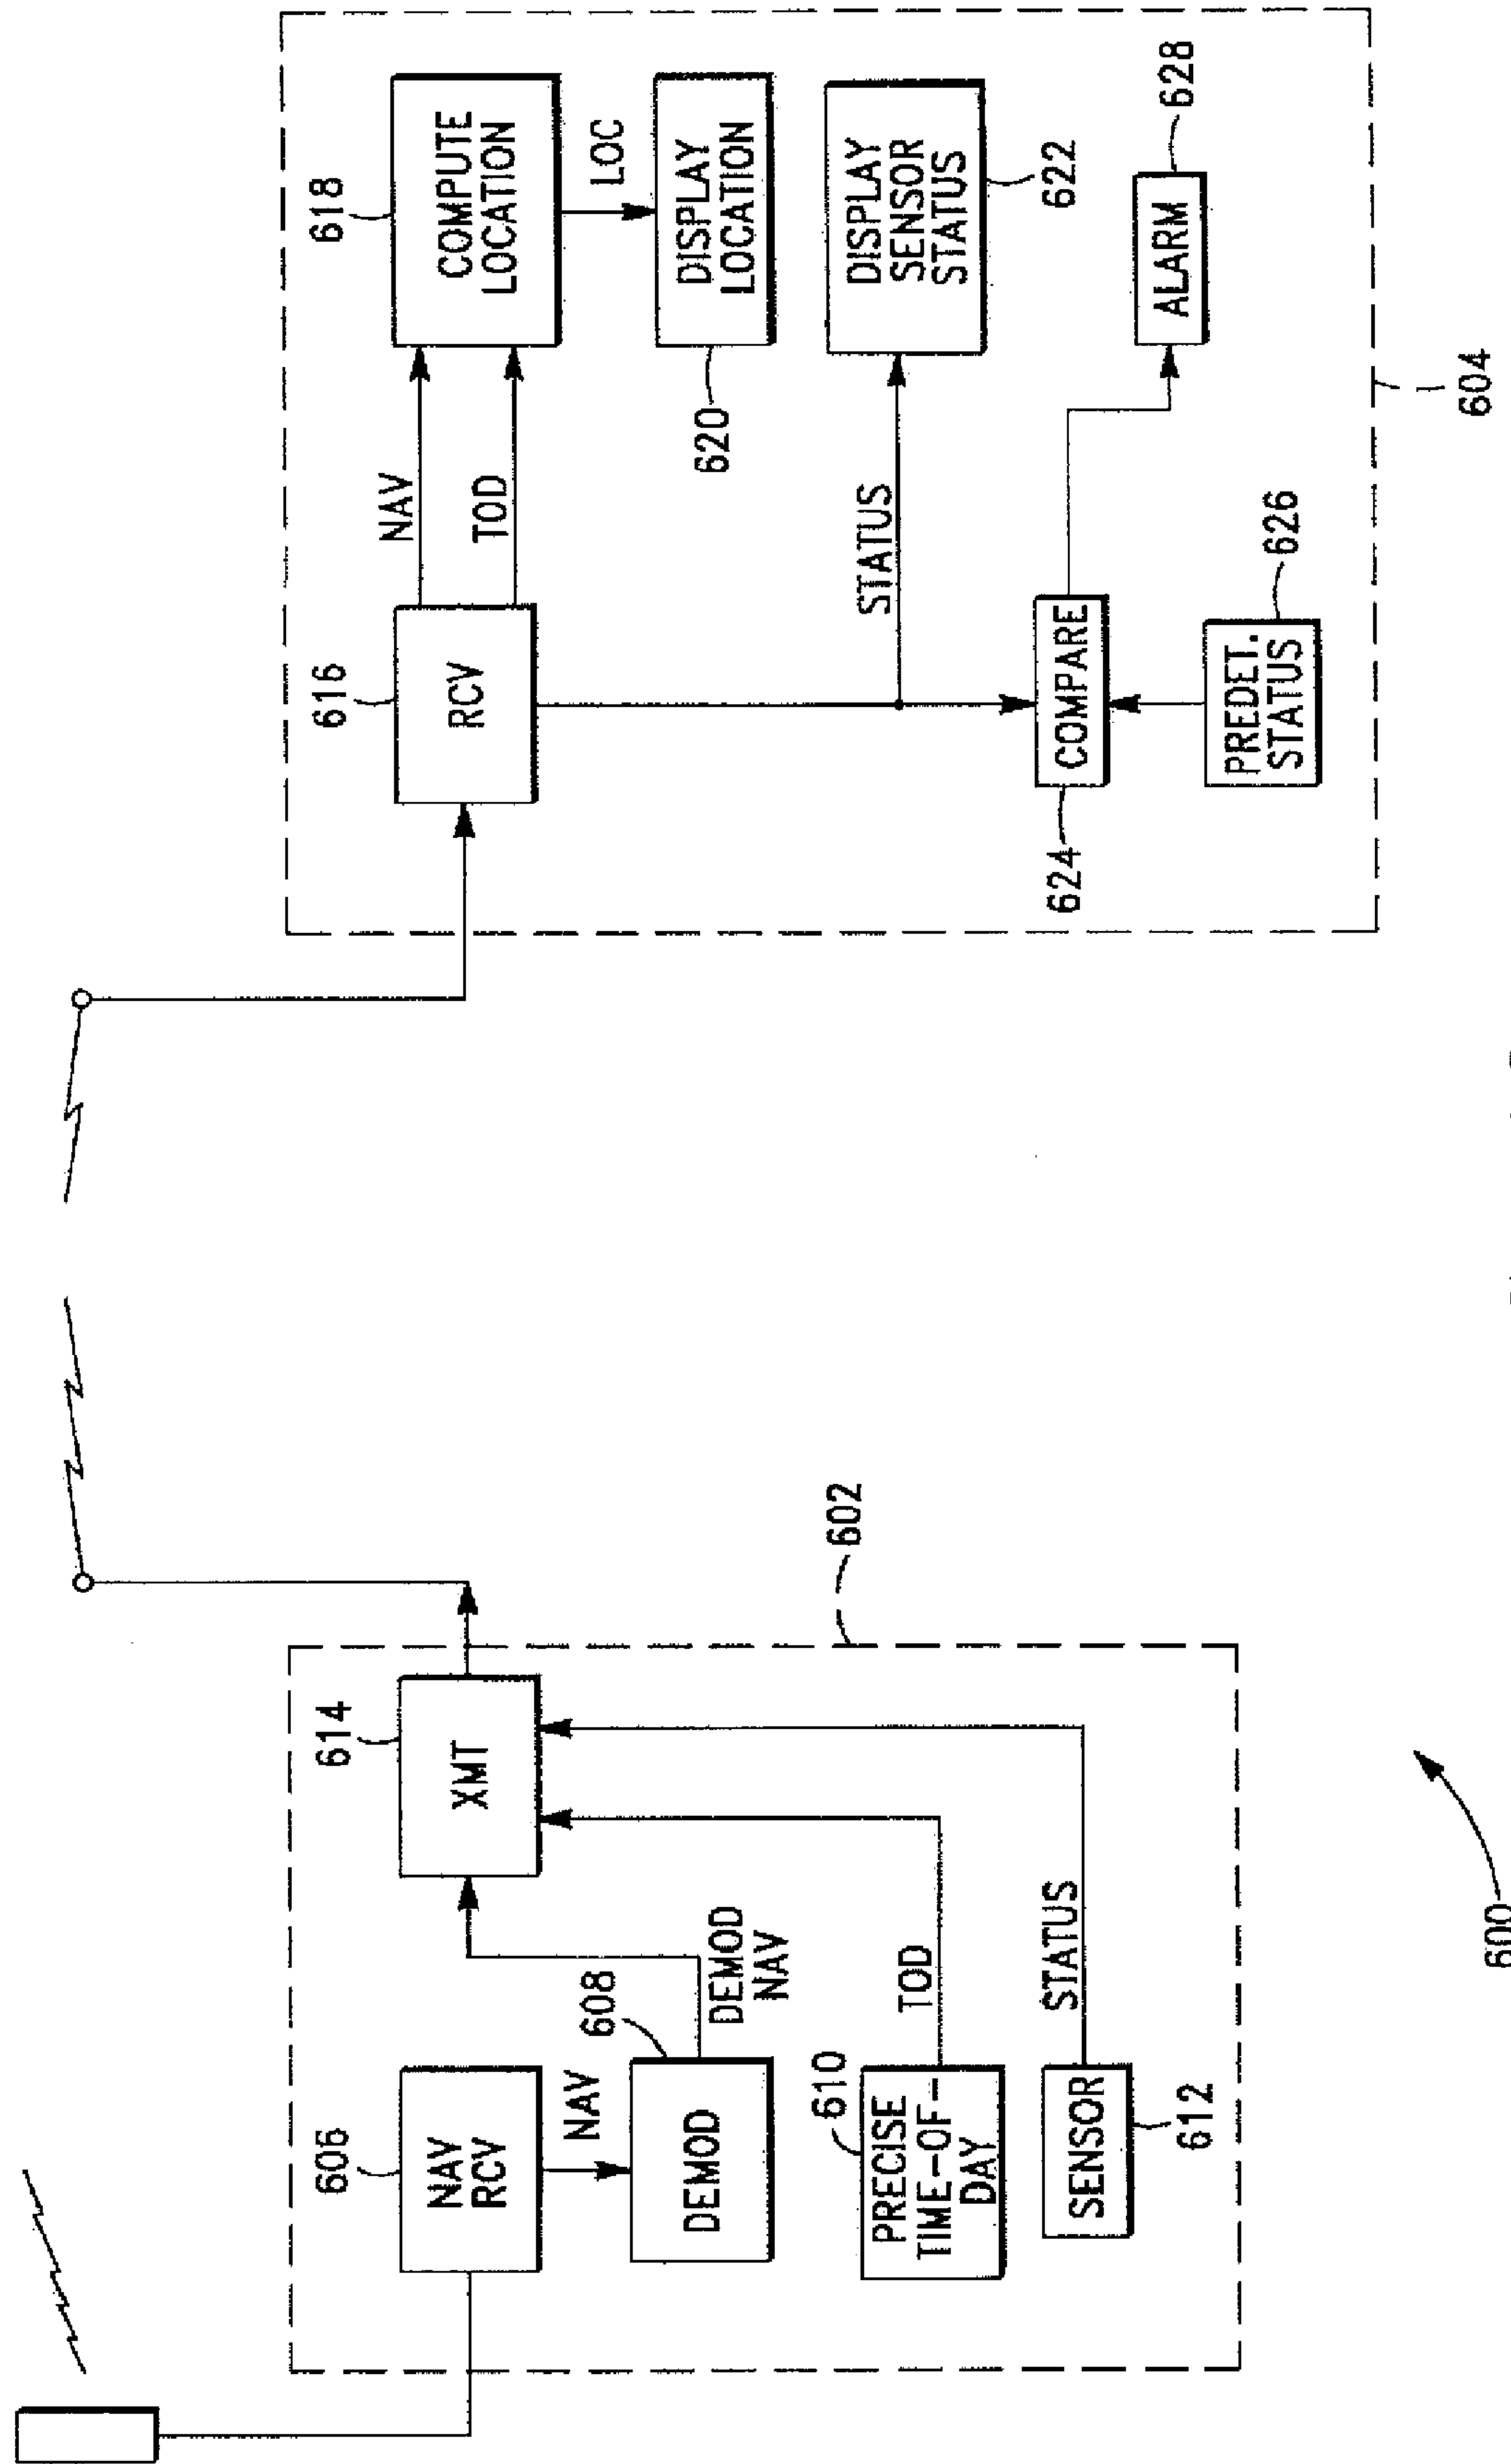 606
NAV
RCV
NAV
608
DEMOD
DEMOD
NAV
610
PRECISE
TIME-OF-
DAY
TOD
SENSOR
612
STATUS
614
XMT
602
600
616
RCV
NAV
TOD
618
COMPUTE
LOCATION
LOC
DISPLAY
LOCATION
620
STATUS
DISPLAY
SENSOR
STATUS
622
COMPARE
624
PREDET.
STATUS
626
ALARM
628
604